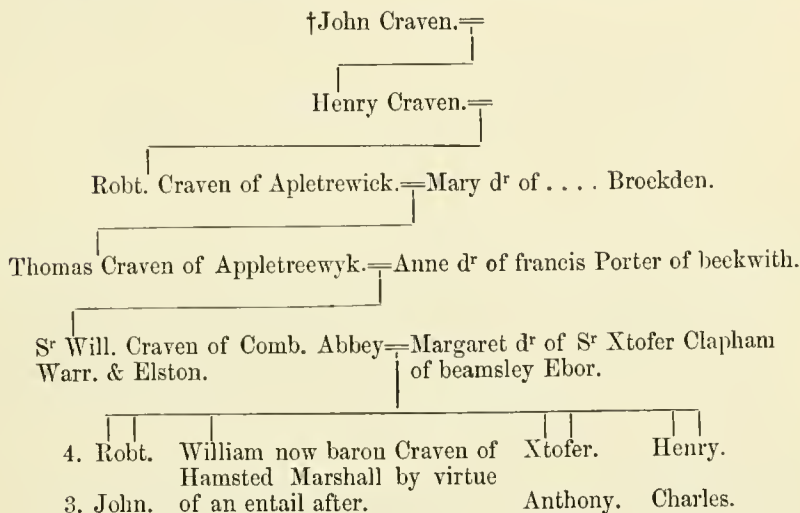 †John Craven.=
Henry Craven.=
Robt. Craven of Apletrewick.=Mary dʳ of .... Brockden.
Thomas Craven of Appletreewyk.=Anne dʳ of francis Porter of beckwith.
Sʳ Will. Craven of Comb. Abbey=Margaret dʳ of Sʳ Xtofer Clapham
Warr. & Elston. of beamsley Ebor.
4. Robt. William now baron Craven of Xtofer. Henry.
Hamsted Marshall by virtue
3. John. of an entail after. Anthony. Charles.